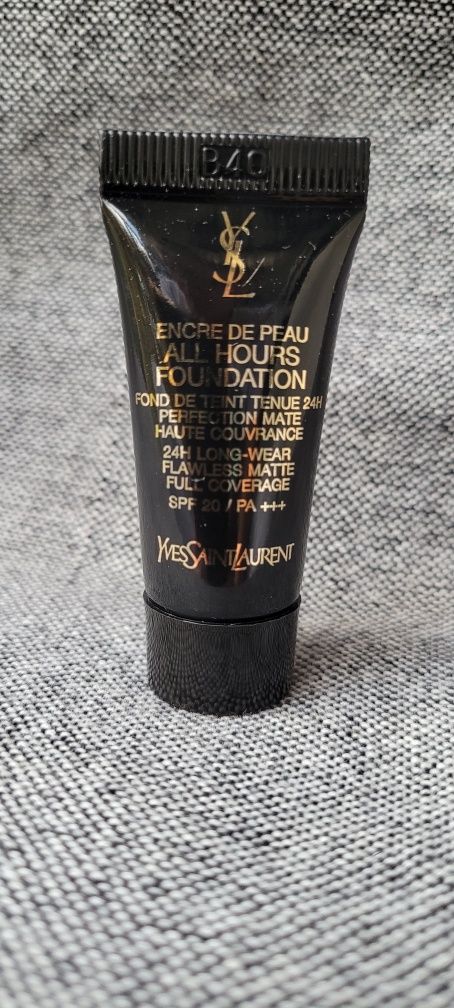 B40
YSL
ENCRE DE PEAU
ALL HOURS
FOUNDATION
FOND DE TEINT TENUE 24H
PERFECTION MATE
HAUTE COUVRANCE
24H LONG-WEAR
FLAWLESS MATTE
FULL COVERAGE
SPF 20 / PA +++
YVESSAINTLAURENT